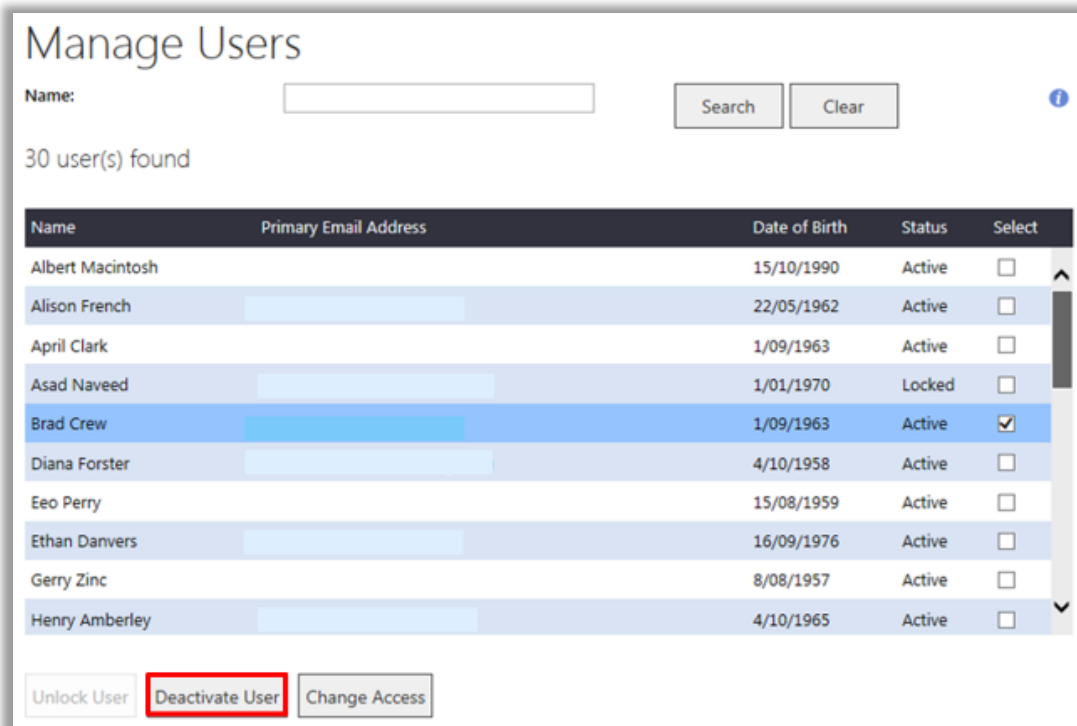 Manage Users
Name: Search Clear i
30 user(s) found
Name Primary Email Address Date of Birth Status Select
Albert Macintosh 15/10/1990 Active
Alison French 22/05/1962 Active
April Clark 1/09/1963 Active
Asad Naveed 1/01/1970 Locked
Brad Crew 1/09/1963 Active
Diana Forster 4/10/1958 Active
Eeo Perry 15/08/1959 Active
Ethan Danvers 16/09/1976 Active
Gerry Zinc 8/08/1957 Active
Henry Amberley 4/10/1965 Active
Unlock User Deactivate User Change Access